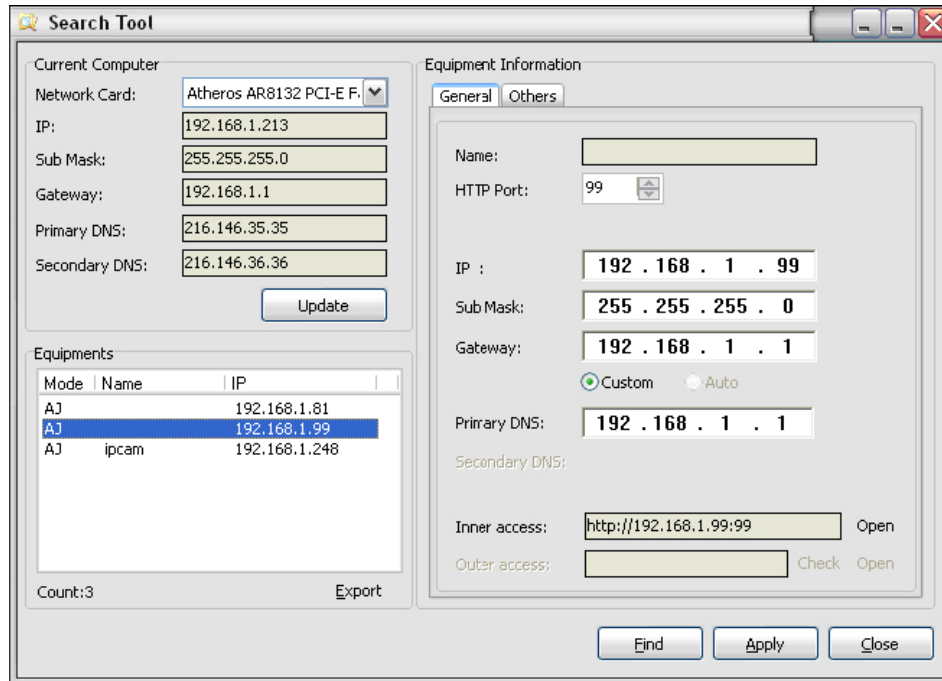 Search Tool
Current Computer
Network Card: Atheros AR8132 PCI-E F.
IP: 192.168.1.213
Sub Mask: 255.255.255.0
Gateway: 192.168.1.1
Primary DNS: 216.146.35.35
Secondary DNS: 216.146.36.36
Update
Equipments
Mode Name IP
AJ 192.168.1.81
AJ 192.168.1.99
AJ ipcam 192.168.1.248
Count:3 Export
Equipment Information
General Others
Name:
HTTP Port: 99
IP : 192 . 168 . 1 . 99
Sub Mask: 255 . 255 . 255 . 0
Gateway: 192 . 168 . 1 . 1
Custom Auto
Primary DNS: 192 . 168 . 1 . 1
Secondary DNS:
Inner access: http://192.168.1.99:99 Open
Outer access: Check Open
Find Apply Close